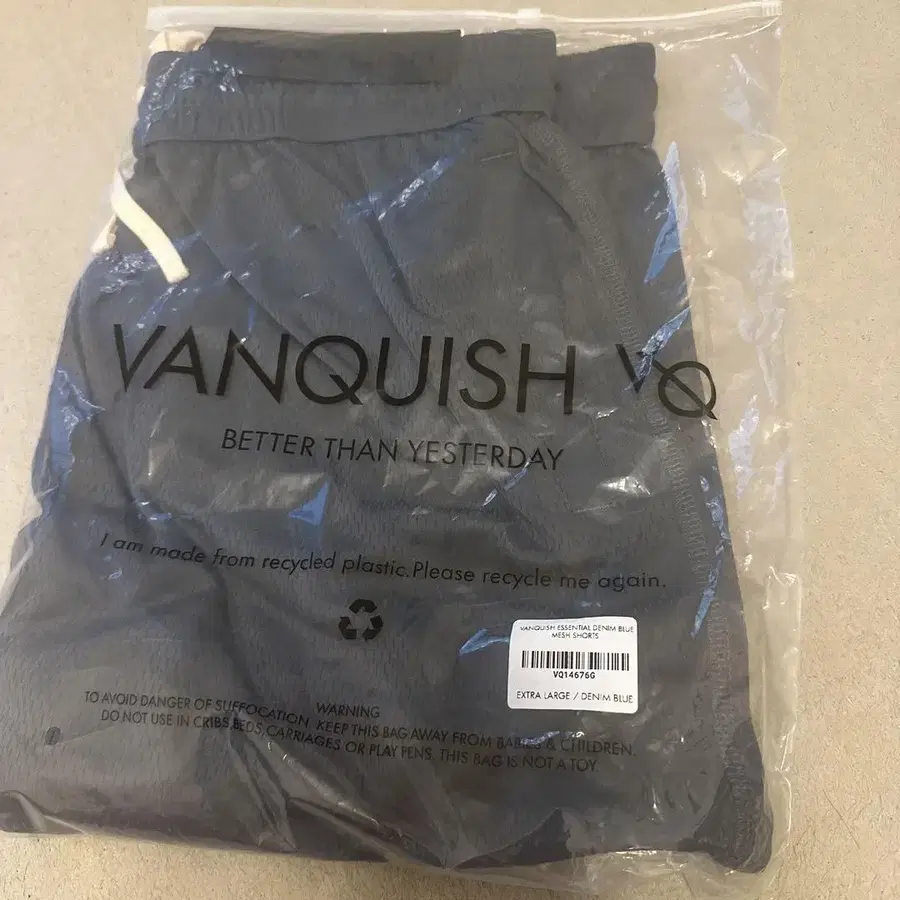 VANQUISH VQ
BETTER THAN YESTERDAY
I am made from recycled plastic.Please recycle me again.
VANQUISH ESSENTIAL DENIM BLUE
MESH SHORTS
VQ14676G
EXTRA LARGE / DENIM BLUE
WARNING
TO AVOID DANGER OF SUFFOCATION, KEEP THIS BAG AWAY FROM BABIES & CHILDREN.
DO NOT USE IN CRIBS,BEDS,CARRIAGES OR PLAY PENS. THIS BAG IS NOT A TOY.